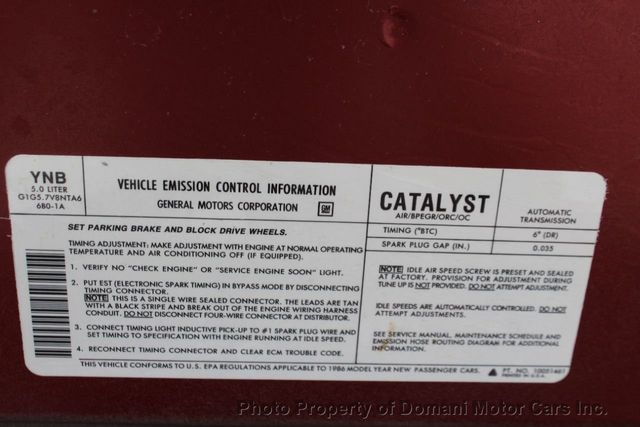 YNB
5.0 LITER
G1G5.7V8NTA6
6B0-1A
VEHICLE EMISSION CONTROL INFORMATION
GENERAL MOTORS CORPORATION GM
SET PARKING BRAKE AND BLOCK DRIVE WHEELS.
TIMING ADJUSTMENT: MAKE ADJUSTMENT WITH ENGINE AT NORMAL OPERATING
TEMPERATURE AND AIR CONDITIONING OFF (IF EQUIPPED).
1. VERIFY NO "CHECK ENGINE" OR "SERVICE ENGINE SOON" LIGHT.
2. PUT EST (ELECTRONIC SPARK TIMING) IN BYPASS MODE BY DISCONNECTING
TIMING CONNECTOR.
NOTE THIS IS A SINGLE WIRE SEALED CONNECTOR. THE LEADS ARE TAN
WITH A BLACK STRIPE AND BREAK OUT OF THE ENGINE WIRING HARNESS
CONDUIT. DO NOT DISCONNECT FOUR-WIRE CONNECTOR AT DISTRIBUTOR.
3. CONNECT TIMING LIGHT INDUCTIVE PICK-UP TO #1 SPARK PLUG WIRE AND
SET TIMING TO SPECIFICATION WITH ENGINE RUNNING AT IDLE SPEED.
4. RECONNECT TIMING CONNECTOR AND CLEAR ECM TROUBLE CODE.
THIS VEHICLE CONFORMS TO U.S. EPA REGULATIONS APPLICABLE TO 1986 MODEL YEAR NEW PASSENGER CARS.
CATALYST
AIR/BPEGR/ORC/OC
AUTOMATIC
TRANSMISSION
TIMING (°BTC) 6° (DR)
SPARK PLUG GAP (IN.) 0.035
NOTE IDLE AIR SPEED SCREW IS PRESET AND SEALED
AT FACTORY. PROVISION FOR ADJUSTMENT DURING
TUNE UP IS NOT PROVIDED. DO NOT ATTEMPT ADJUSTMENT.
IDLE SPEEDS ARE AUTOMATICALLY CONTROLLED. DO NOT
ATTEMPT ADJUSTMENTS.
SEE SERVICE MANUAL, MAINTENANCE SCHEDULE AND
EMISSION HOSE ROUTING DIAGRAM FOR ADDITIONAL
INFORMATION.
PT. NO. 10051461
PRINTED IN U.S.A.
Photo Property of Domani Motor Cars Inc.